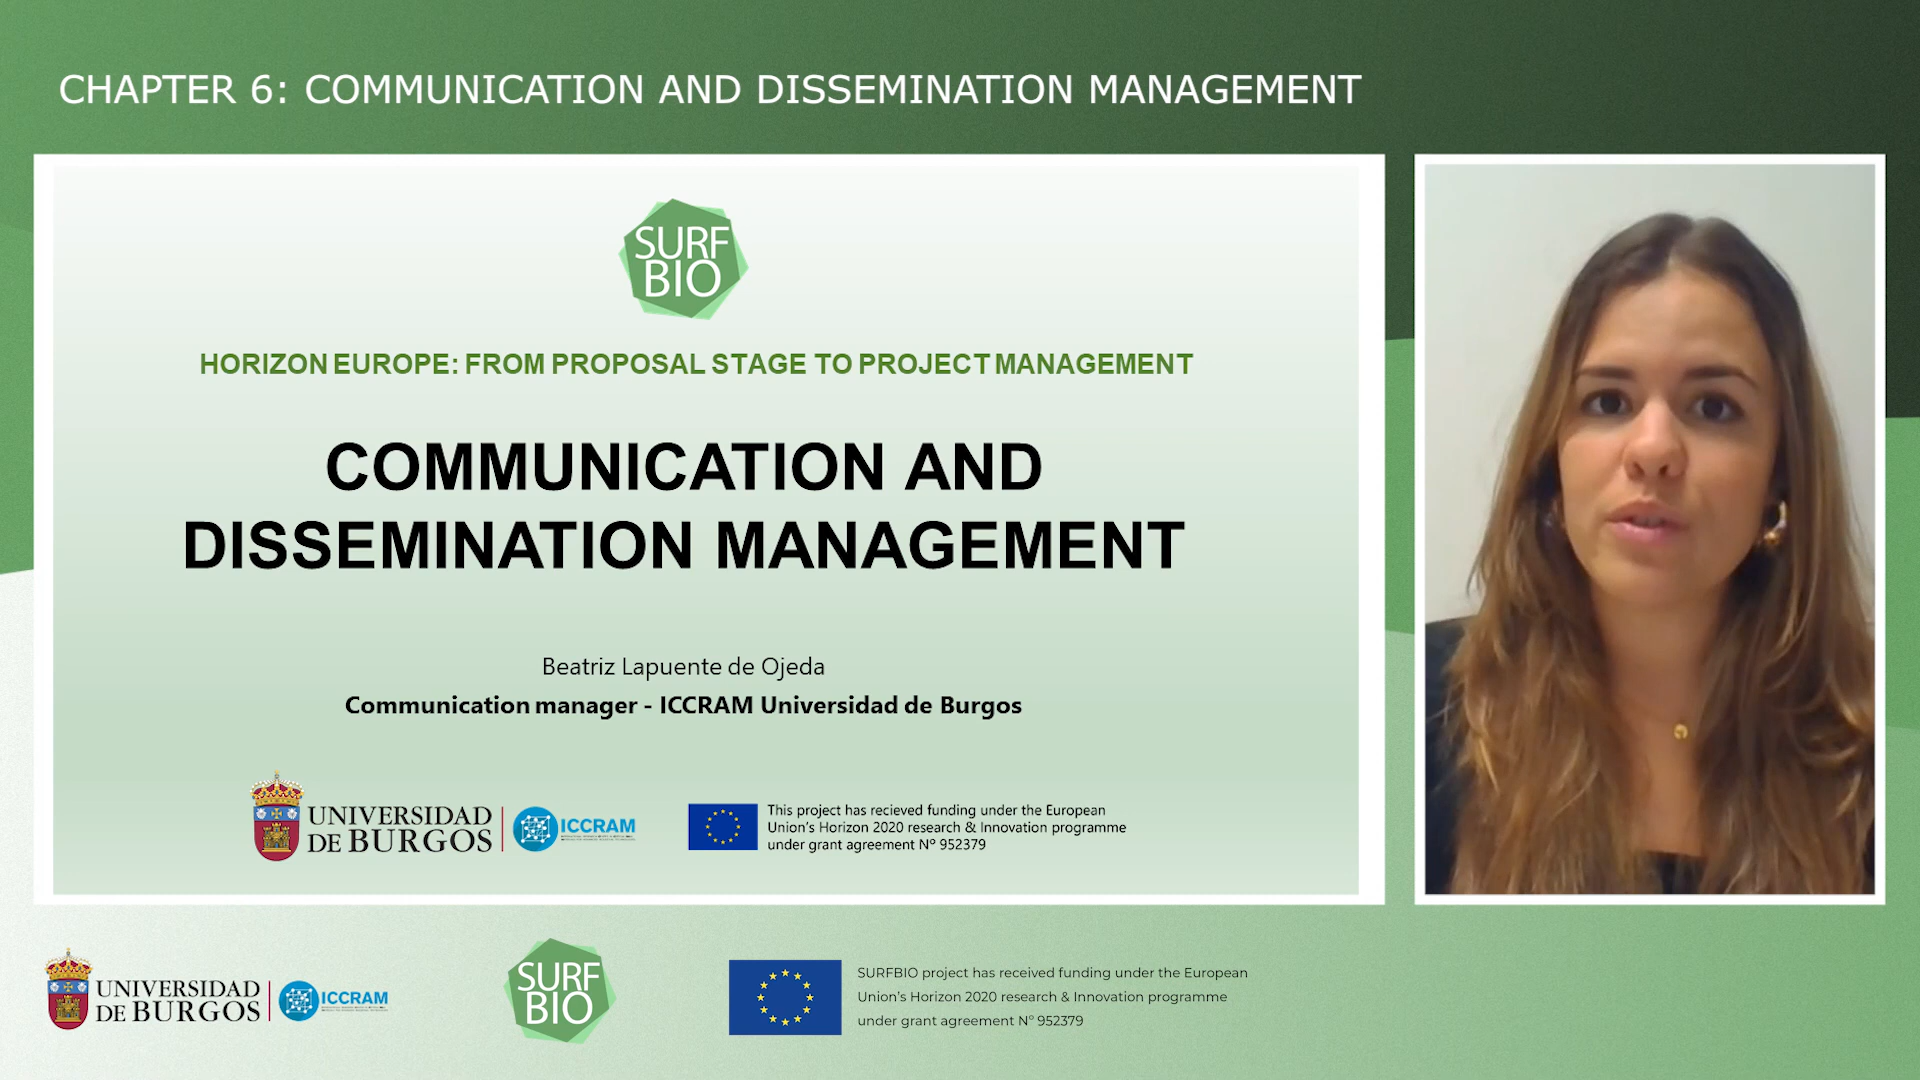 CHAPTER 6: COMMUNICATION AND DISSEMINATION MANAGEMENT
SURF
BIO
HORIZON EUROPE: FROM PROPOSAL STAGE TO PROJECT MANAGEMENT
COMMUNICATION AND
DISSEMINATION MANAGEMENT
Beatriz Lapuente de Ojeda
Communication manager - ICCRAM Universidad de Burgos
UNIVERSIDAD
DE BURGOS
ICCRAM
This project has recieved funding under the European
Union's Horizon 2020 research & Innovation programme
under grant agreement Nº 952379
UNIVERSIDAD
DE BURGOS
ICCRAM
SURF
BIO
SURFBIO project has received funding under the European
Union's Horizon 2020 research & Innovation programme
under grant agreement Nº 952379